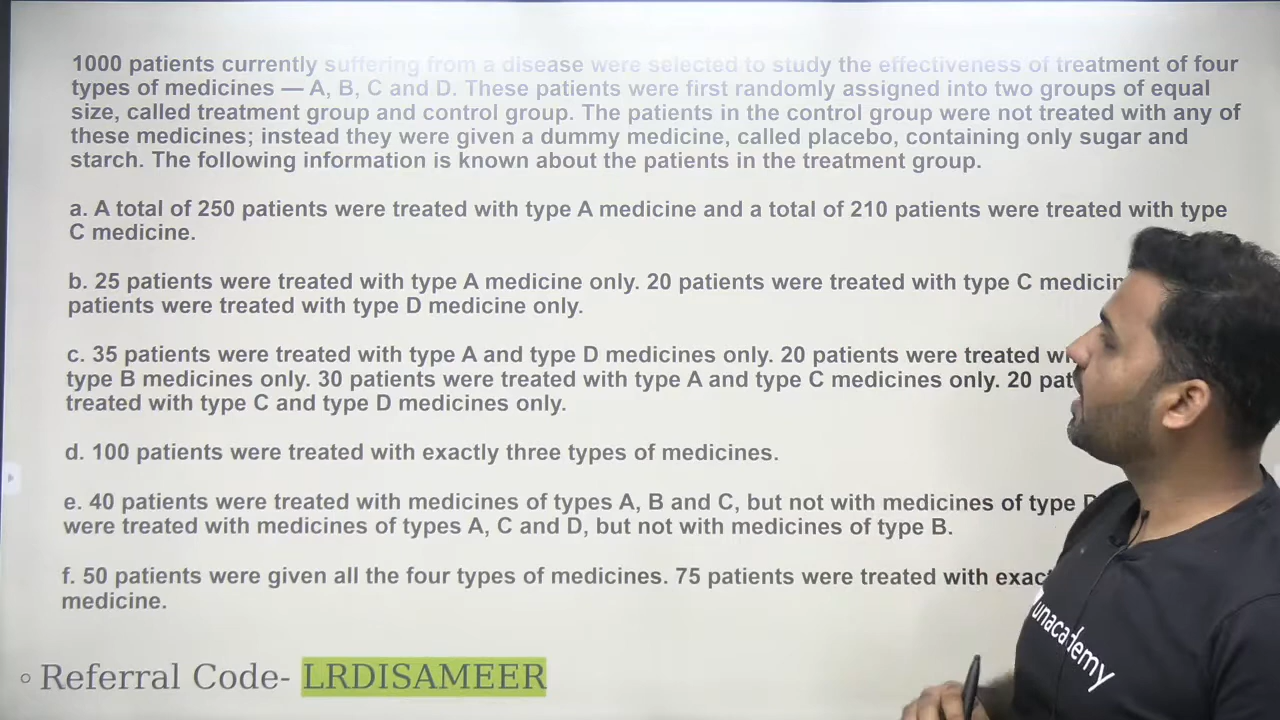 1000 patients currently suffering from a disease were selected to study the effectiveness of treatment of four
types of medicines — A, B, C and D. These patients were first randomly assigned into two groups of equal
size, called treatment group and control group. The patients in the control group were not treated with any of
these medicines; instead they were given a dummy medicine, called placebo, containing only sugar and
starch. The following information is known about the patients in the treatment group.
a. A total of 250 patients were treated with type A medicine and a total of 210 patients were treated with type
C medicine.
b. 25 patients were treated with type A medicine only. 20 patients were treated with type C
patients were treated with type D medicine only.
c. 35 patients were treated with type A and type D medicines only. 20 patients were treated
type B medicines only. 30 patients were treated with type A and type C medicines only. 20
treated with type C and type D medicines only.
d. 100 patients were treated with exactly three types of medicines.
e. 40 patients were treated with medicines of types A, B and C, but not with medicines of type
were treated with medicines of types A, C and D, but not with medicines of type B.
f. 50 patients were given all the four types of medicines. 75 patients were treated with
medicine.
unacademy
Referral Code- LRDISAMEER